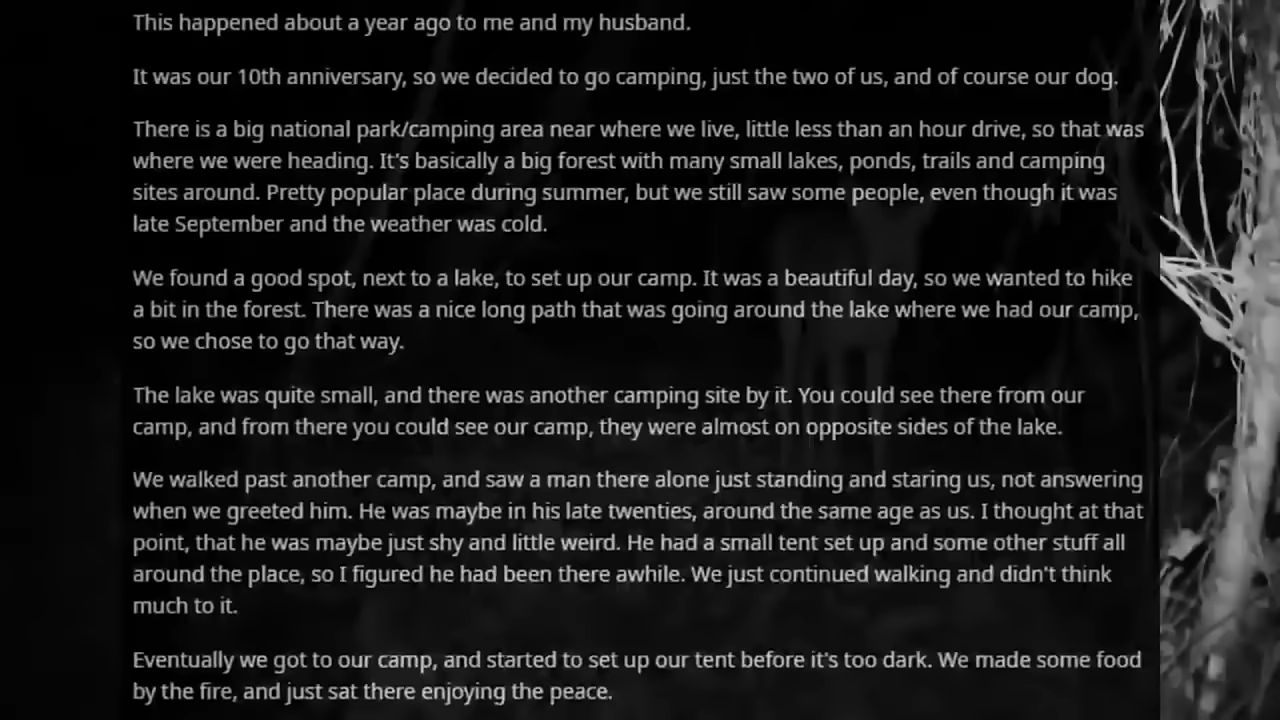 This happened about a year ago to me and my husband.
It was our 10th anniversary, so we decided to go camping, just the two of us, and of course our dog.
There is a big national park/camping area near where we live, little less than an hour drive, so that was
where we were heading. It's basically a big forest with many small lakes, ponds, trails and camping
sites around. Pretty popular place during summer, but we still saw some people, even though it was
late September and the weather was cold.
We found a good spot, next to a lake, to set up our camp. It was a beautiful day, so we wanted to hike
a bit in the forest. There was a nice long path that was going around the lake where we had our camp,
so we chose to go that way.
The lake was quite small, and there was another camping site by it. You could see there from our
camp, and from there you could see our camp, they were almost on opposite sides of the lake.
We walked past another camp, and saw a man there alone just standing and staring us, not answering
when we greeted him. He was maybe in his late twenties, around the same age as us. I thought at that
point, that he was maybe just shy and little weird. He had a small tent set up and some other stuff all
around the place, so I figured he had been there awhile. We just continued walking and didn't think
much to it.
Eventually we got to our camp, and started to set up our tent before it's too dark. We made some food
by the fire, and just sat there enjoying the peace.